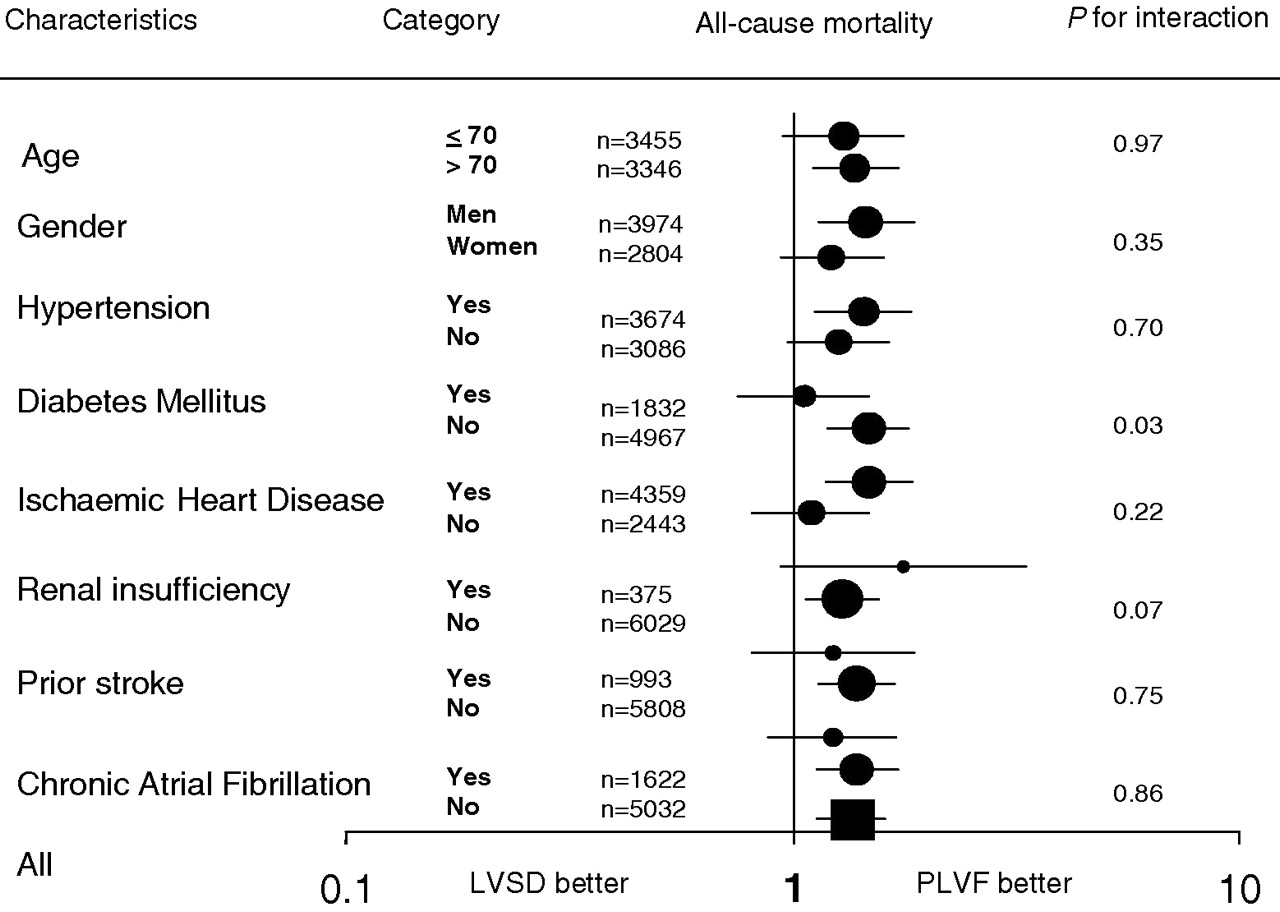 Characteristics Category All-cause mortality P for interaction
Age ≤ 70 n=3455 0.97
> 70 n=3346
Gender Men n=3974 0.35
Women n=2804
Hypertension Yes n=3674 0.70
No n=3086
Diabetes Mellitus Yes n=1832 0.03
No n=4967
Ischaemic Heart Disease Yes n=4359 0.22
No n=2443
Renal insufficiency Yes n=375 0.07
No n=6029
Prior stroke Yes n=993 0.75
No n=5808
Chronic Atrial Fibrillation Yes n=1622 0.86
No n=5032
All
0.1 LVSD better 1 PLVF better 10